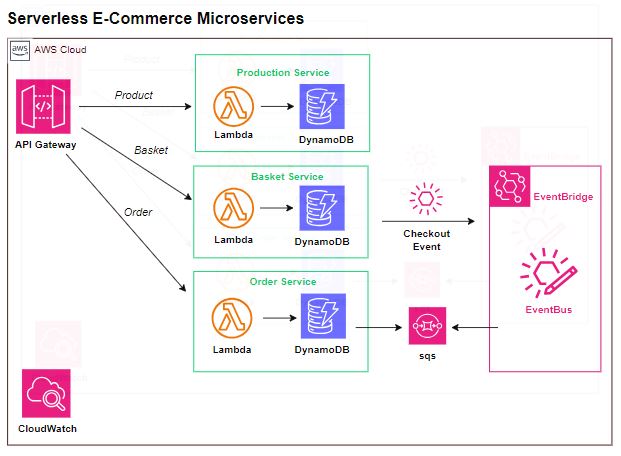 Serverless E-Commerce Microservices
aws
AWS Cloud
Production Service
Product
Lambda
DynamoDB
API Gateway
Basket
Basket Service
Lambda
DynamoDB
EventBridge
Checkout
Event
Order
Order Service
Lambda
DynamoDB
EventBus
sqs
CloudWatch